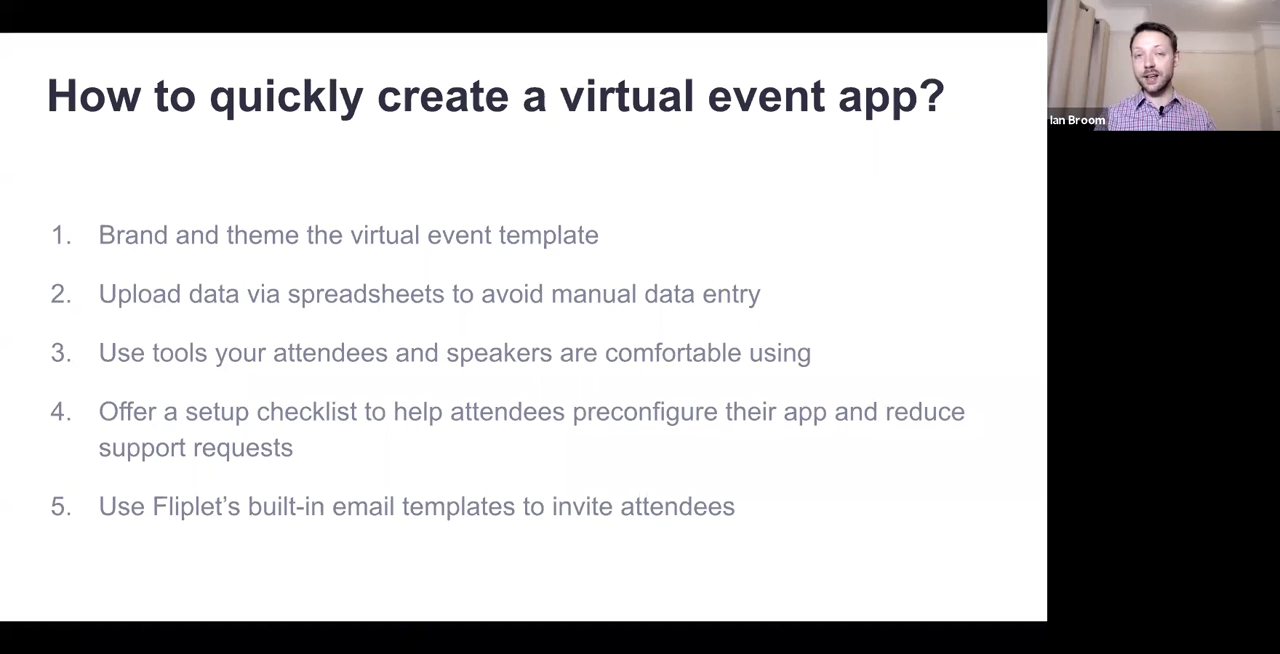 How to quickly create a virtual event app?
Ian Broom
1. Brand and theme the virtual event template
2. Upload data via spreadsheets to avoid manual data entry
3. Use tools your attendees and speakers are comfortable using
4. Offer a setup checklist to help attendees preconfigure their app and reduce
support requests
5. Use Fliplet’s built-in email templates to invite attendees